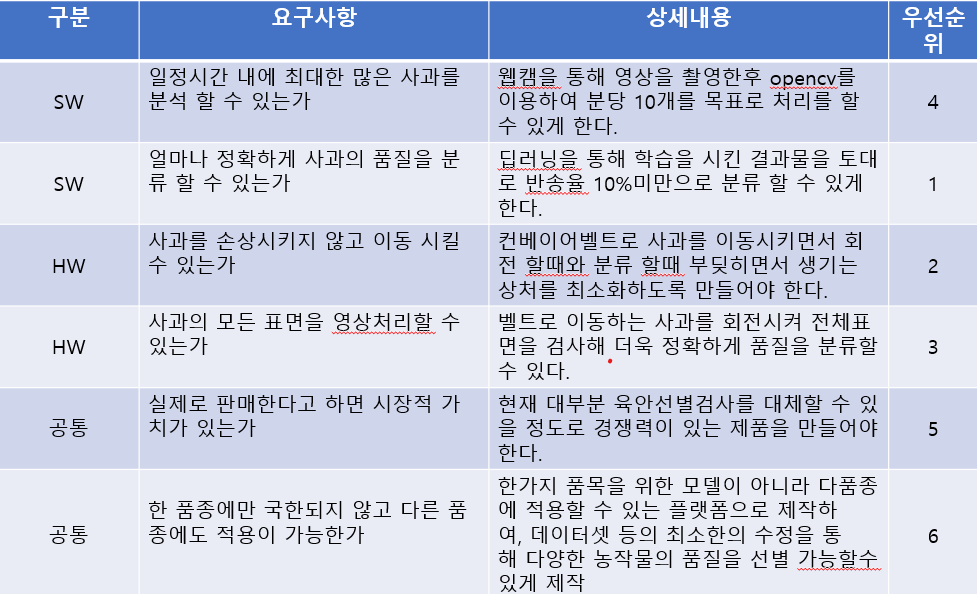 구분 요구사항 상세내용 우선순
위
SW
일정시간 내에 최대한 많은 사과를
분석 할 수 있는가
웹캠을 통해 영상을 촬영한후 opencv를
이용하여 분당 10개를 목표로 처리를 할
수 있게 한다.
4
SW
얼마나 정확하게 사과의 품질을 분
류 할 수 있는가
딥러닝을 통해 학습을 시킨 결과물을 토대
로 반송율 10%미만으로 분류 할 수 있게
한다.
1
HW
사과를 손상시키지 않고 이동 시킬
수 있는가
컨베이어벨트로 사과를 이동시키면서 회
전 할때와 분류 할때 부딪히면서 생기는
상처를 최소화하도록 만들어야 한다.
2
HW
사과의 모든 표면을 영상처리할 수
있는가
벨트로 이동하는 사과를 회전시켜 전체표
면을 검사해 더욱 정확하게 품질을 분류할
수 있다.
3
공통
실제로 판매한다고 하면 시장적 가
치가 있는가
현재 대부분 육안선별검사를 대체할 수 있
을 정도로 경쟁력이 있는 제품을 만들어야
한다.
5
공통
한 품종에만 국한되지 않고 다른 품
종에도 적용이 가능한가
한가지 품목을 위한 모델이 아니라 다품종
에 적용할 수 있는 플랫폼으로 제작하
여, 데이터셋 등의 최소한의 수정을 통
해 다양한 농작물의 품질을 선별 가능할수
있게 제작
6